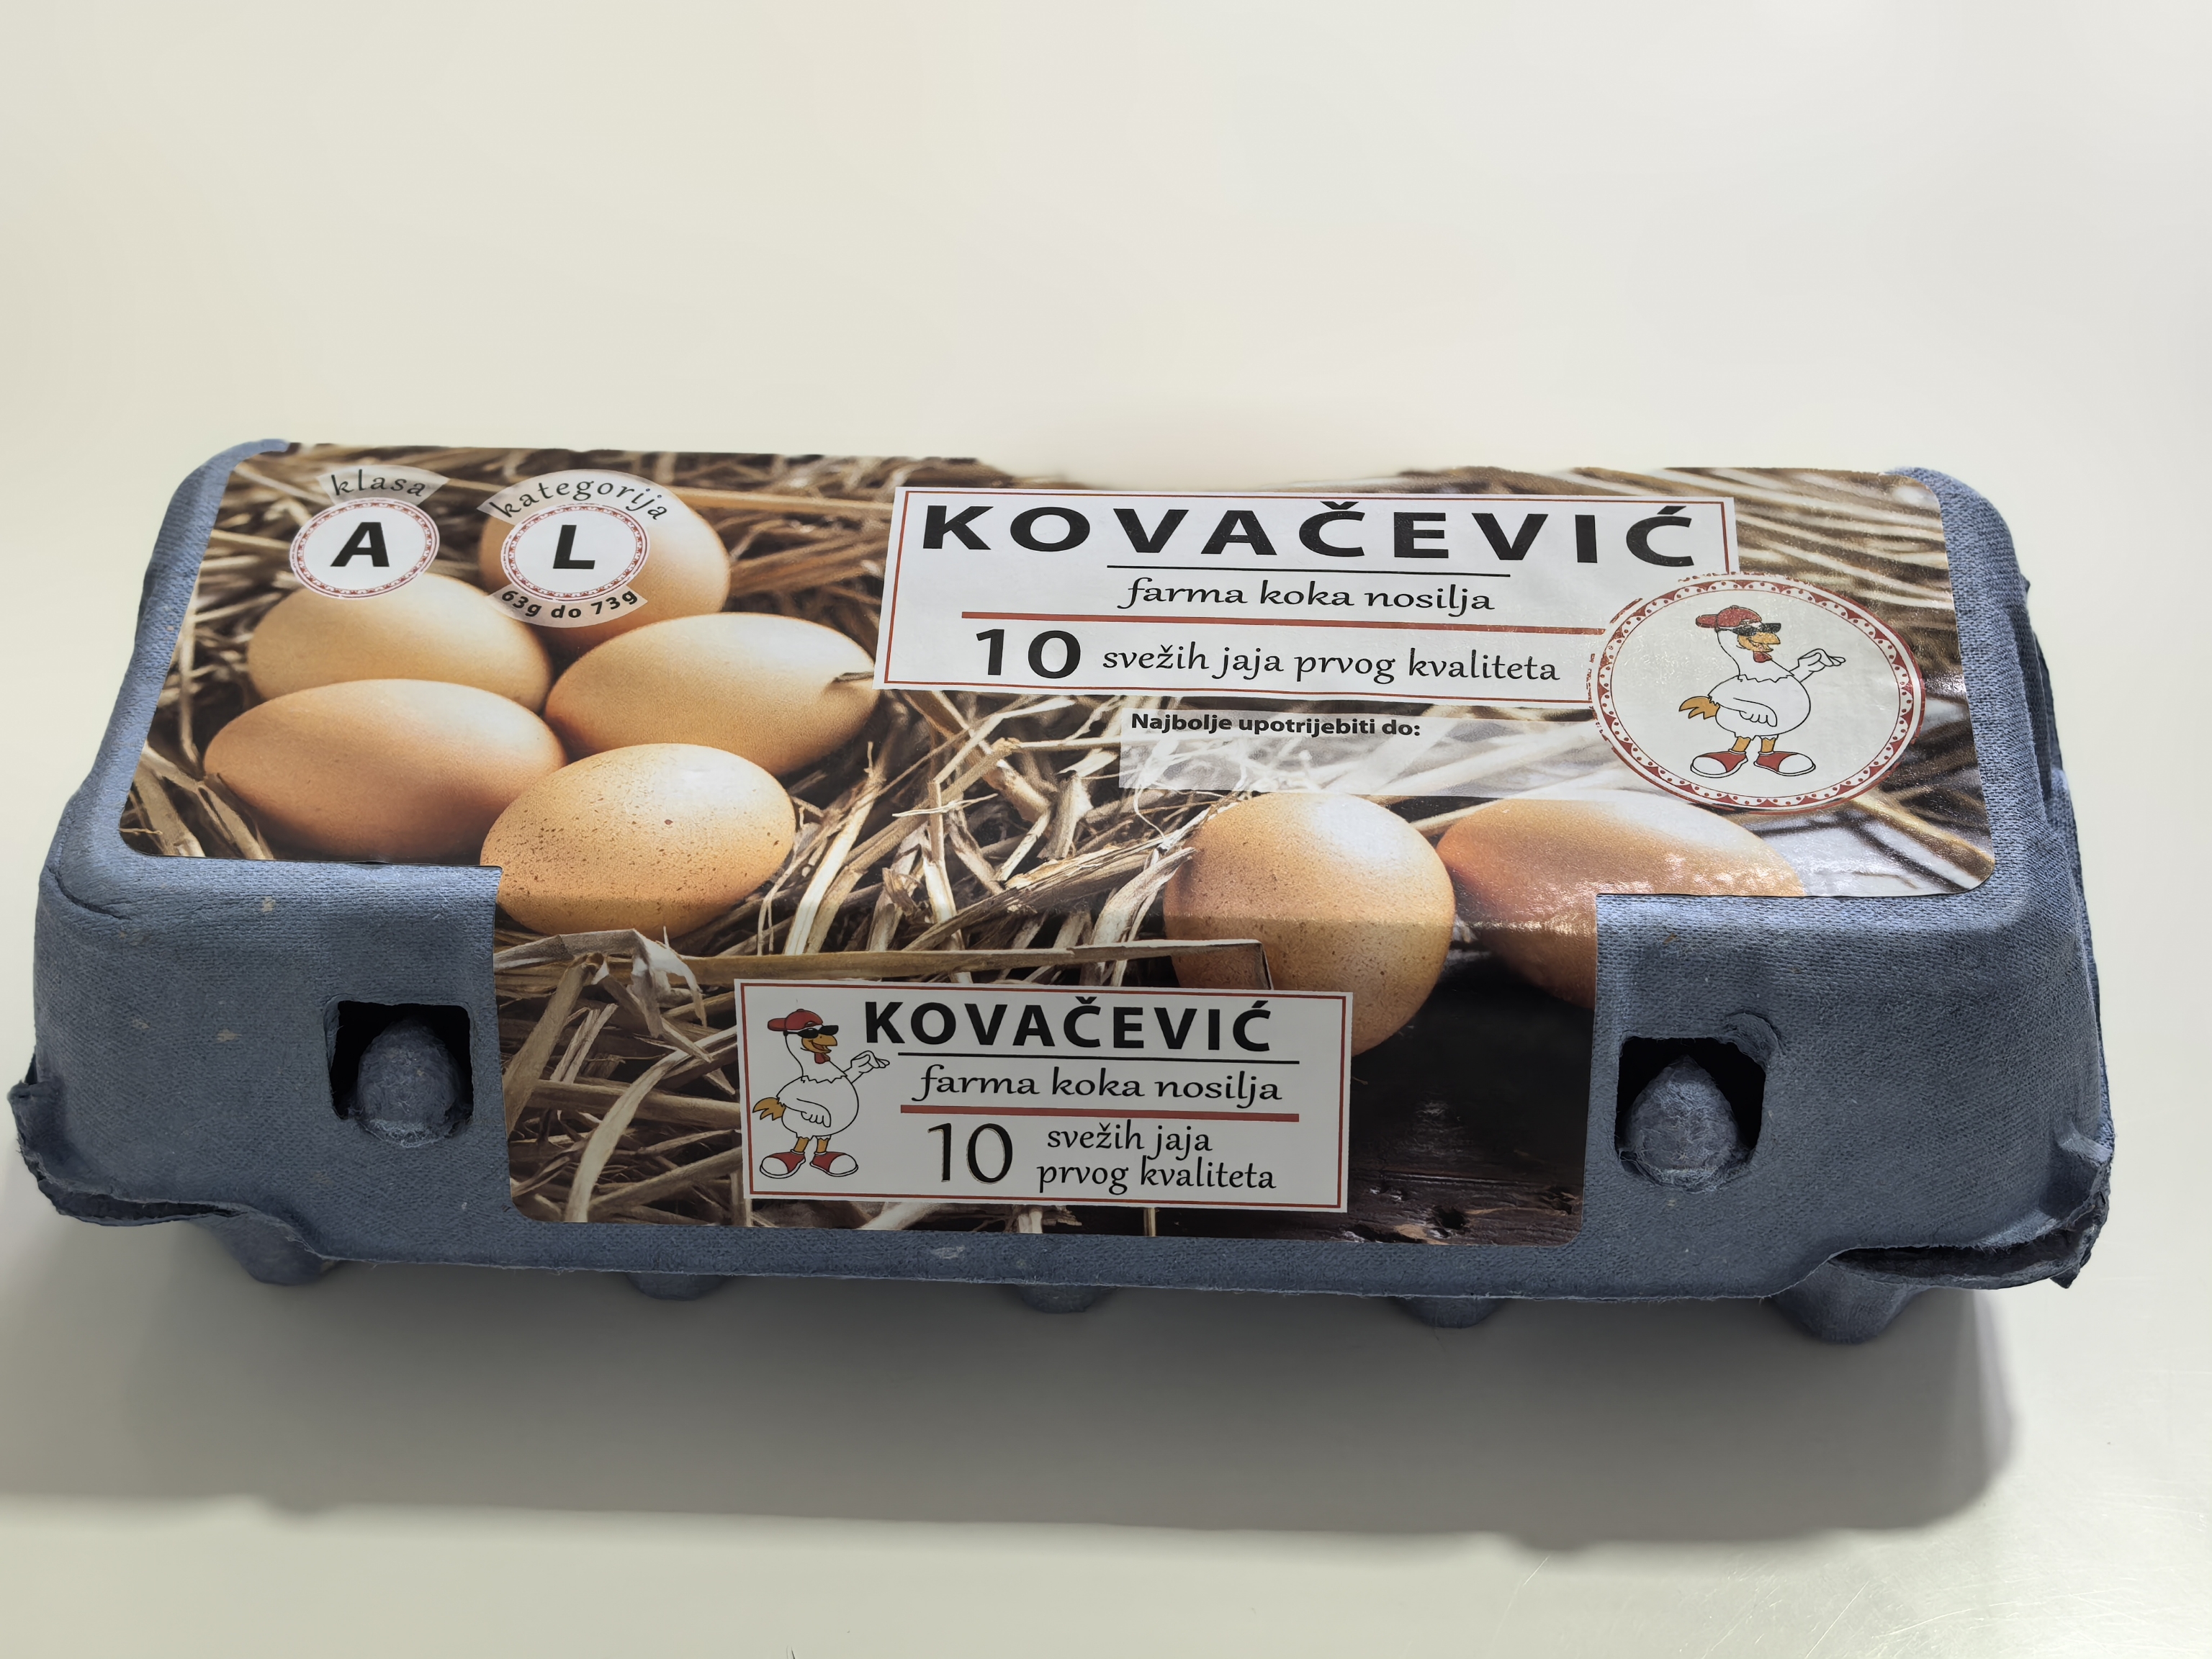 klasa
A
kategorija
L
63g do 73g
KOVAČEVIĆ
farma koka nosilja
10 svežih jaja prvog kvaliteta
Najbolje upotrijebiti do:
KOVAČEVIĆ
farma koka nosilja
10 svežih jaja
prvog kvaliteta